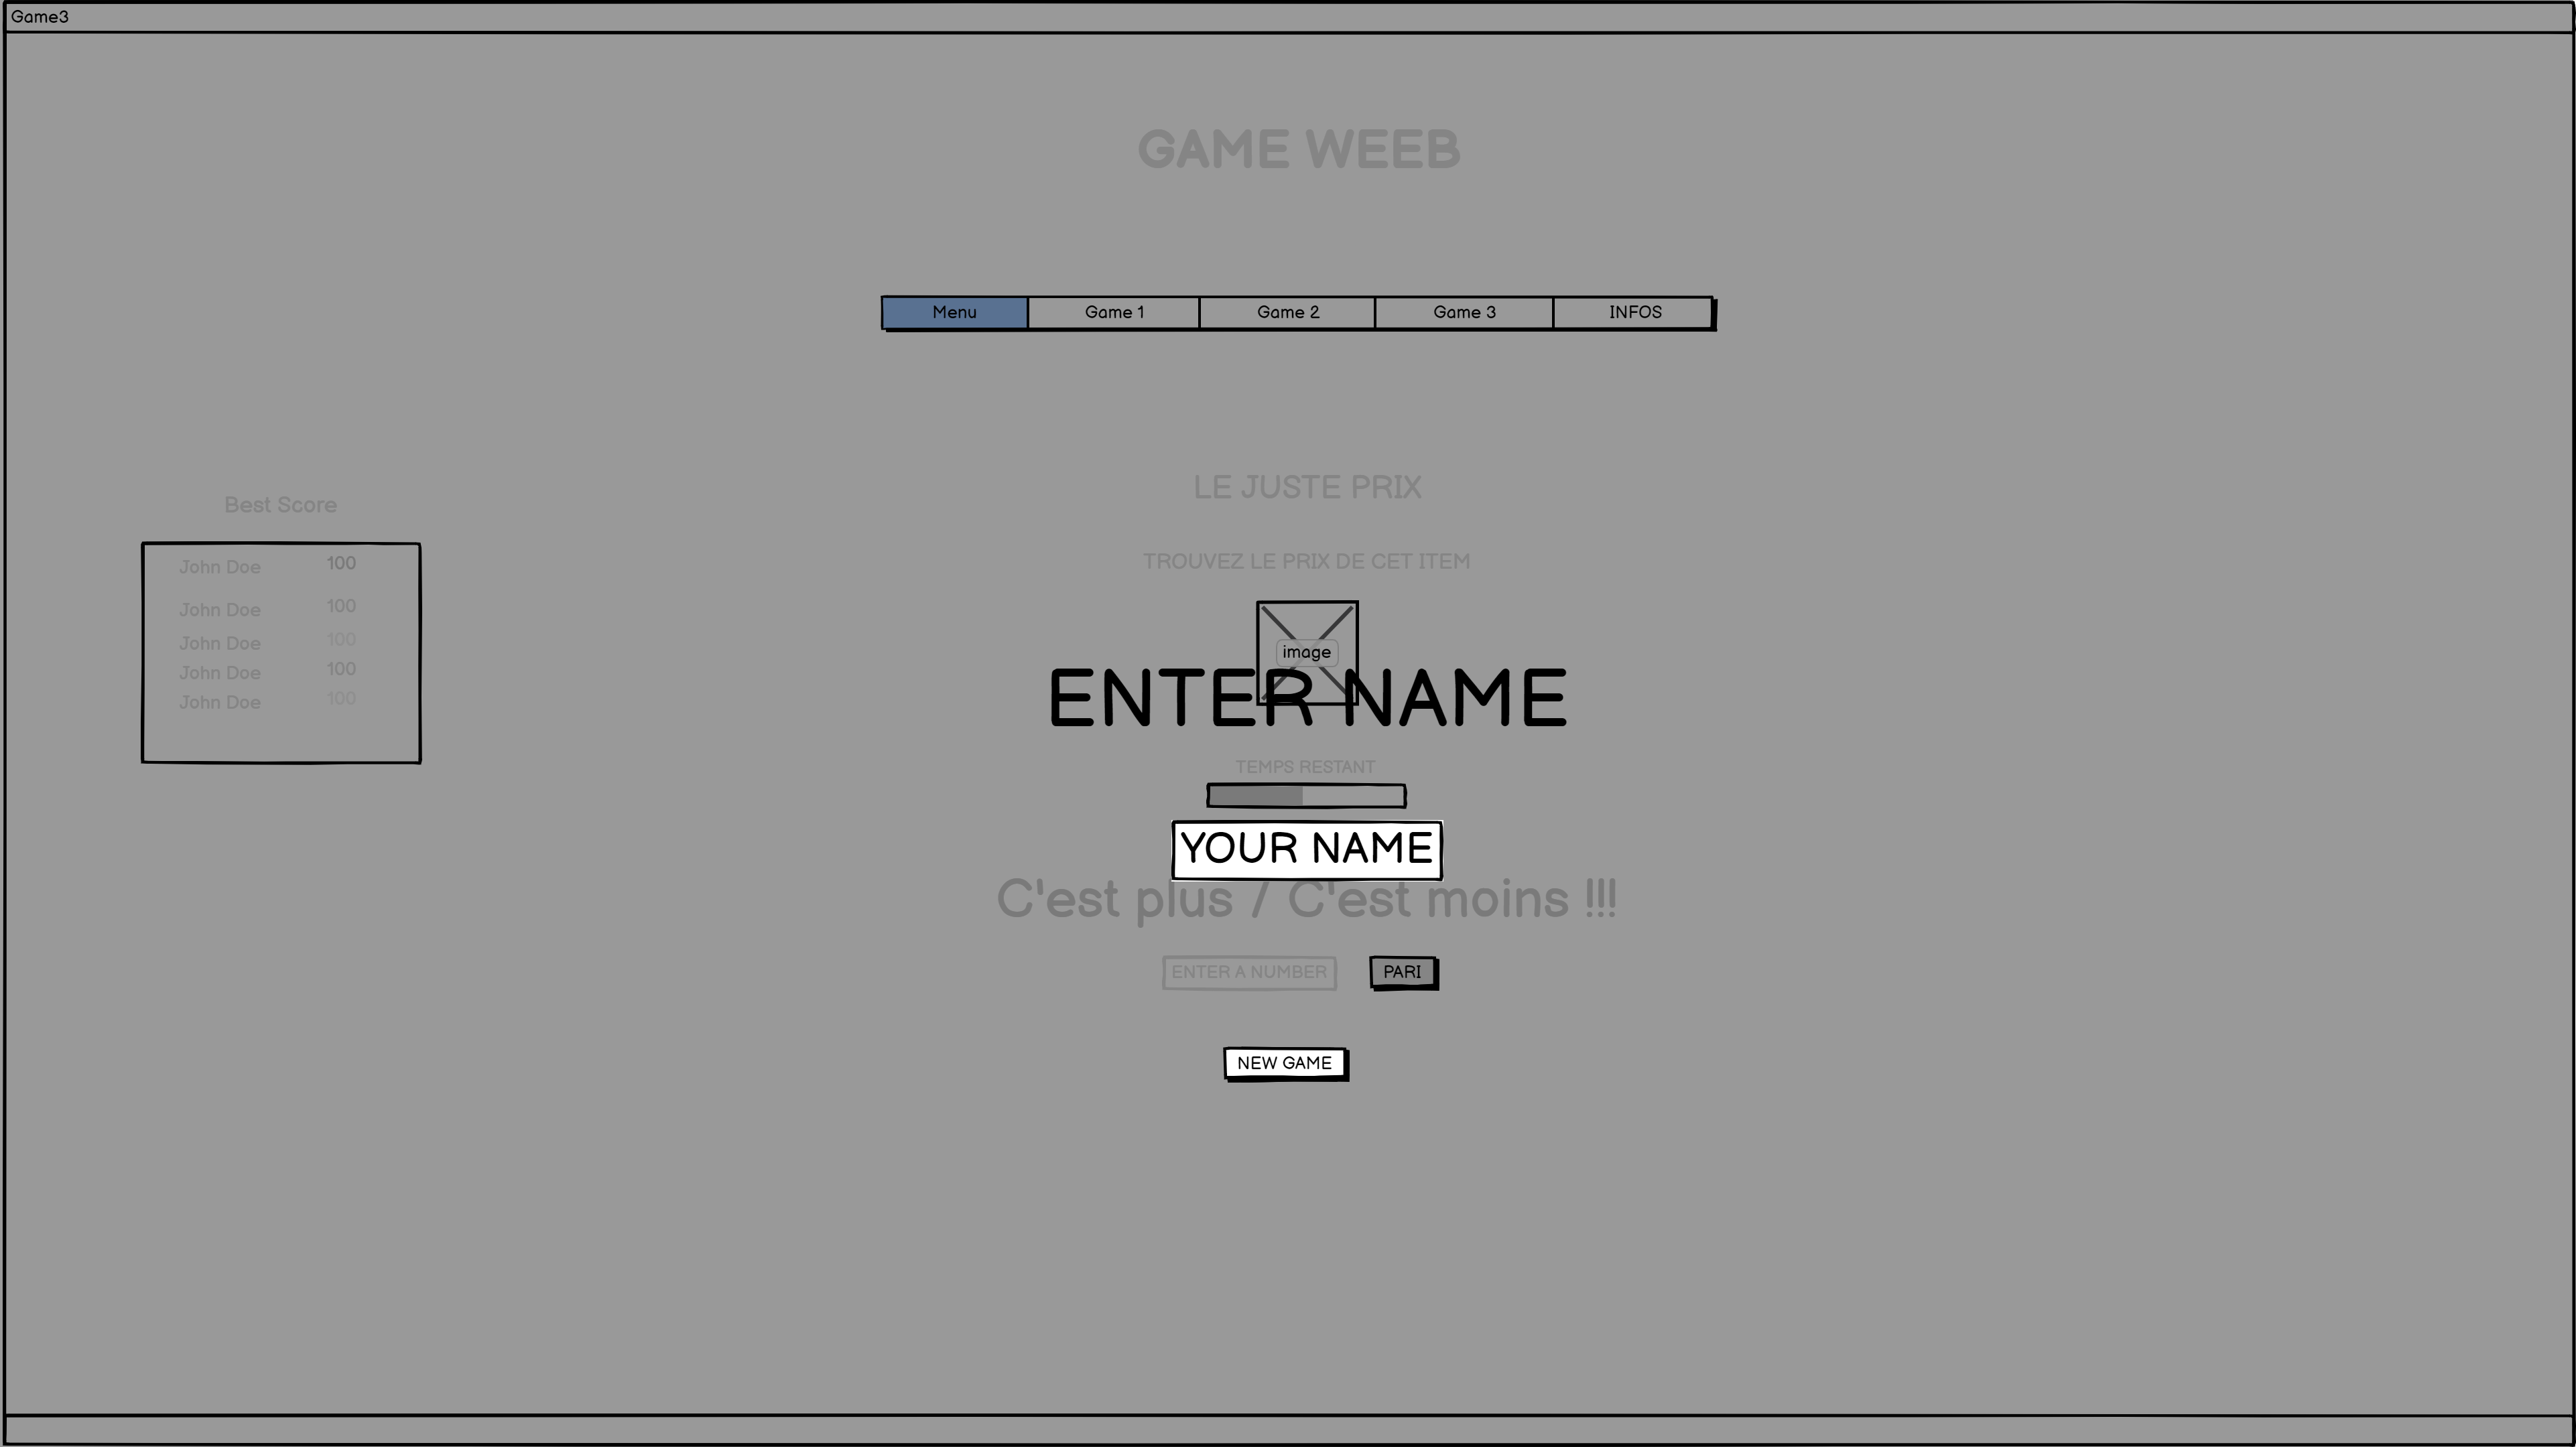 Game3
GAME WEEB
Menu Game 1 Game 2 Game 3 INFOS
LE JUSTE PRIX
Best Score
TROUVEZ LE PRIX DE CET ITEM
John Doe 100
John Doe 100
John Doe 100
John Doe 100
John Doe 100
image
ENTER NAME
TEMPS RESTANT
YOUR NAME
C'est plus / C'est moins !!!
ENTER A NUMBER PARI
NEW GAME